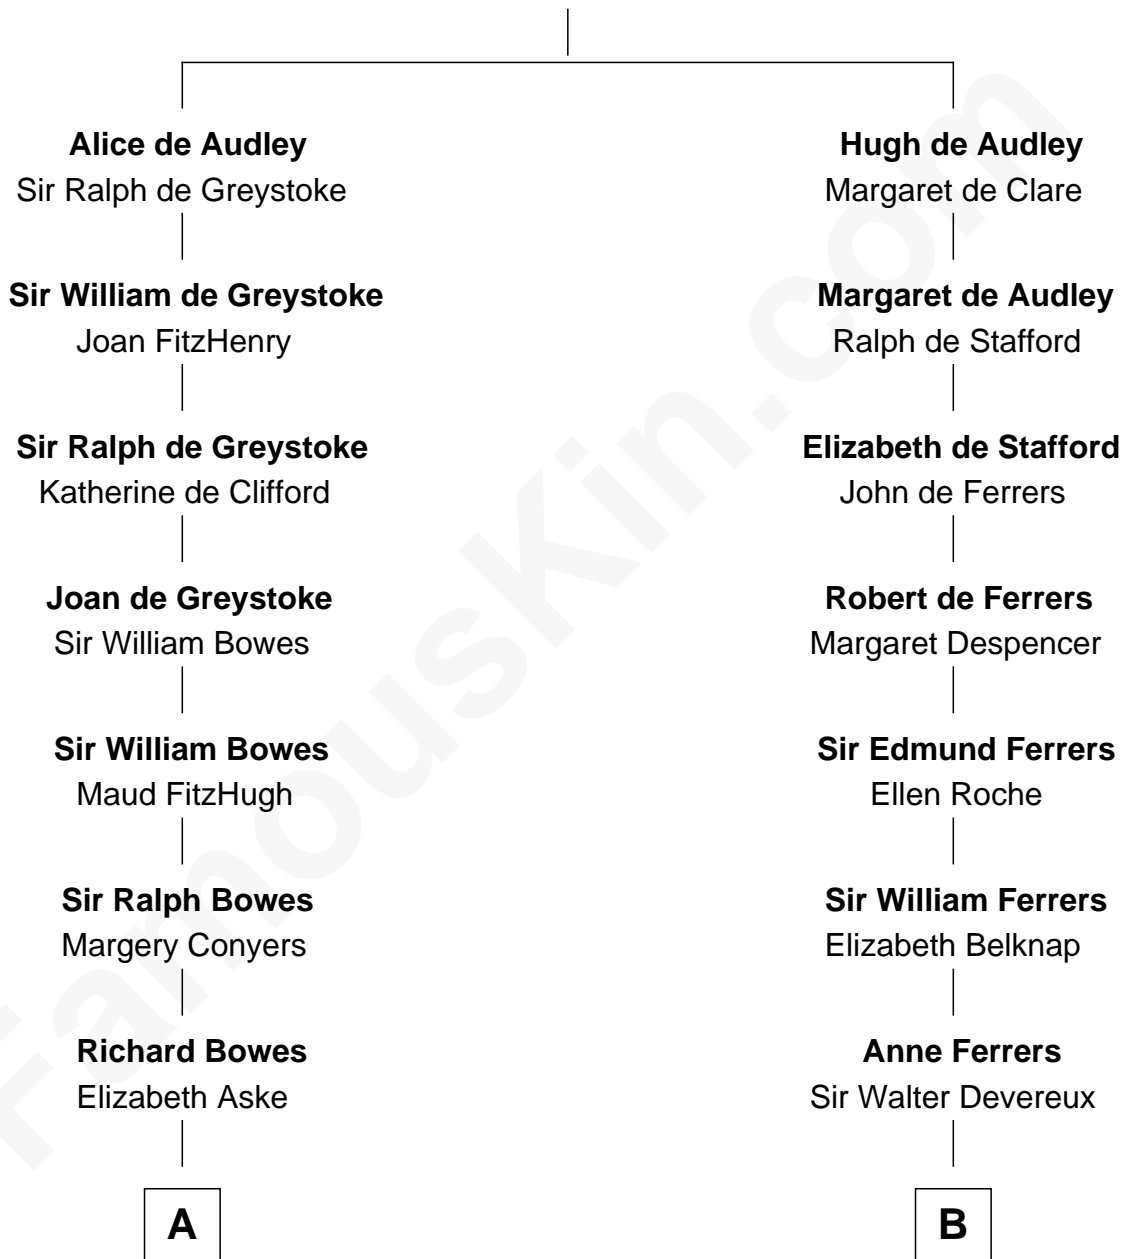 Alice de Audley
Sir Ralph de Greystoke
Sir William de Greystoke
Joan FitzHenry
Sir Ralph de Greystoke
Katherine de Clifford
Joan de Greystoke
Sir William Bowes
Sir William Bowes
Maud FitzHugh
Sir Ralph Bowes
Margery Conyers
Richard Bowes
Elizabeth Aske
A
Hugh de Audley
Margaret de Clare
Margaret de Audley
Ralph de Stafford
Elizabeth de Stafford
John de Ferrers
Robert de Ferrers
Margaret Despencer
Sir Edmund Ferrers
Ellen Roche
Sir William Ferrers
Elizabeth Belknap
Anne Ferrers
Sir Walter Devereux
B
FamousKin.com